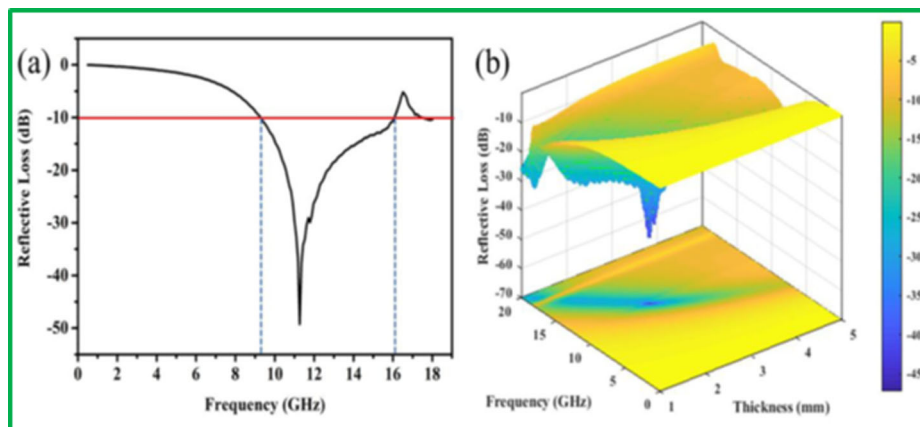 (a)
0
-10
-20
-30
-40
-50
Reflective Loss (dB)
0 2 4 6 8 10 12 14 16 18
Frequency (GHz)
(b)
-10
-20
-30
-40
-50
-60
-70
Reflective Loss (dB)
20 15 10 5 0
Frequency (GHz)
1 2 3 4 5
Thickness (mm)
-5
-10
-15
-20
-25
-30
-35
-40
-45